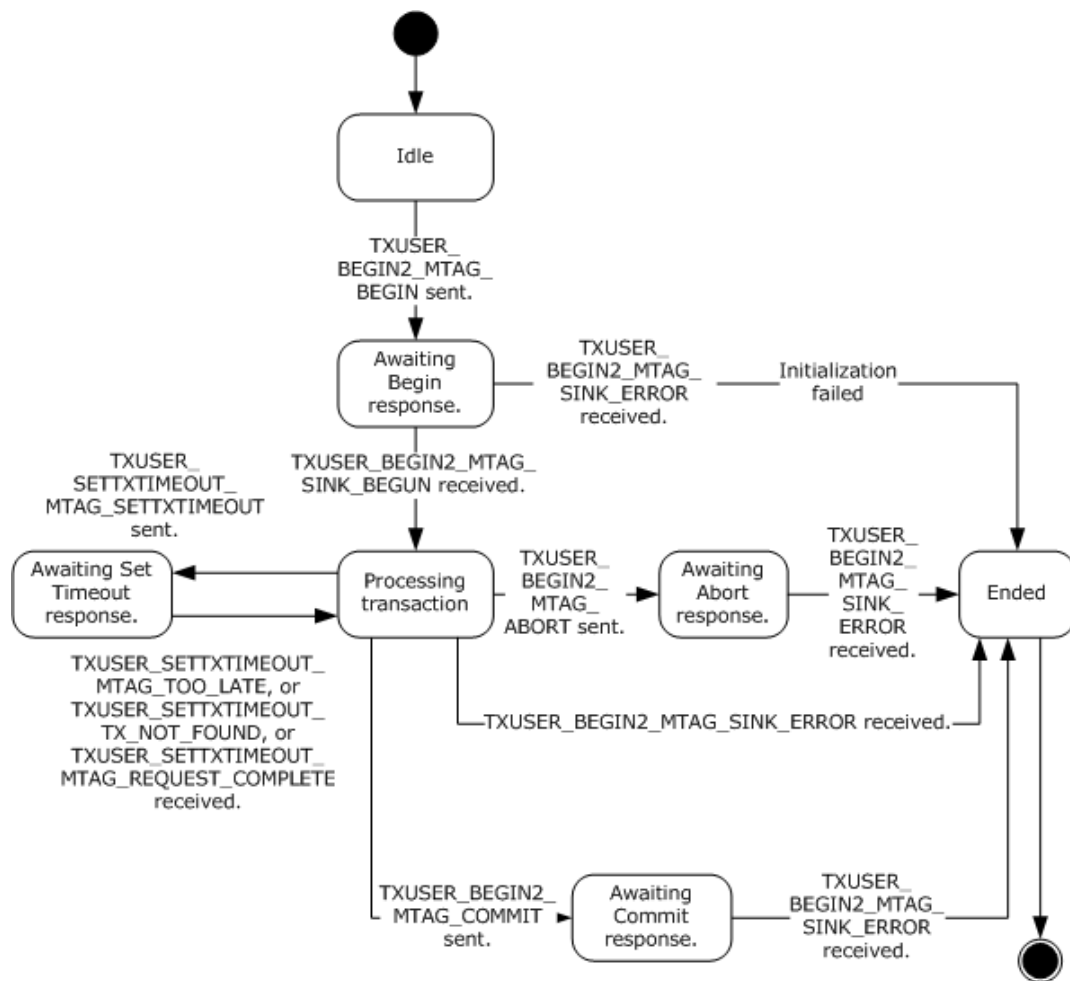 Idle
TXUSER_
BEGIN2_MTAG_
BEGIN sent.
Awaiting
Begin
response.
TXUSER_
BEGIN2_MTAG_
SINK_ERROR
received.
Initialization
failed
TXUSER_BEGIN2_MTAG_
SINK_BEGUN received.
TXUSER_
SETTXTIMEOUT_
MTAG_SETTXTIMEOUT
sent.
Awaiting Set
Timeout
response.
Processing
transaction
TXUSER_
BEGIN2_
MTAG_
ABORT sent.
Awaiting
Abort
response.
TXUSER_
BEGIN2_
MTAG_
SINK_
ERROR
received.
Ended
TXUSER_SETTXTIMEOUT_
MTAG_TOO_LATE, or
TXUSER_SETTXTIMEOUT_
TX_NOT_FOUND, or
TXUSER_SETTXTIMEOUT_
MTAG_REQUEST_COMPLETE
received.
TXUSER_BEGIN2_MTAG_SINK_ERROR received.
TXUSER_BEGIN2_
MTAG_COMMIT
sent.
Awaiting
Commit
response.
TXUSER_
BEGIN2_MTAG_
SINK_ERROR
received.